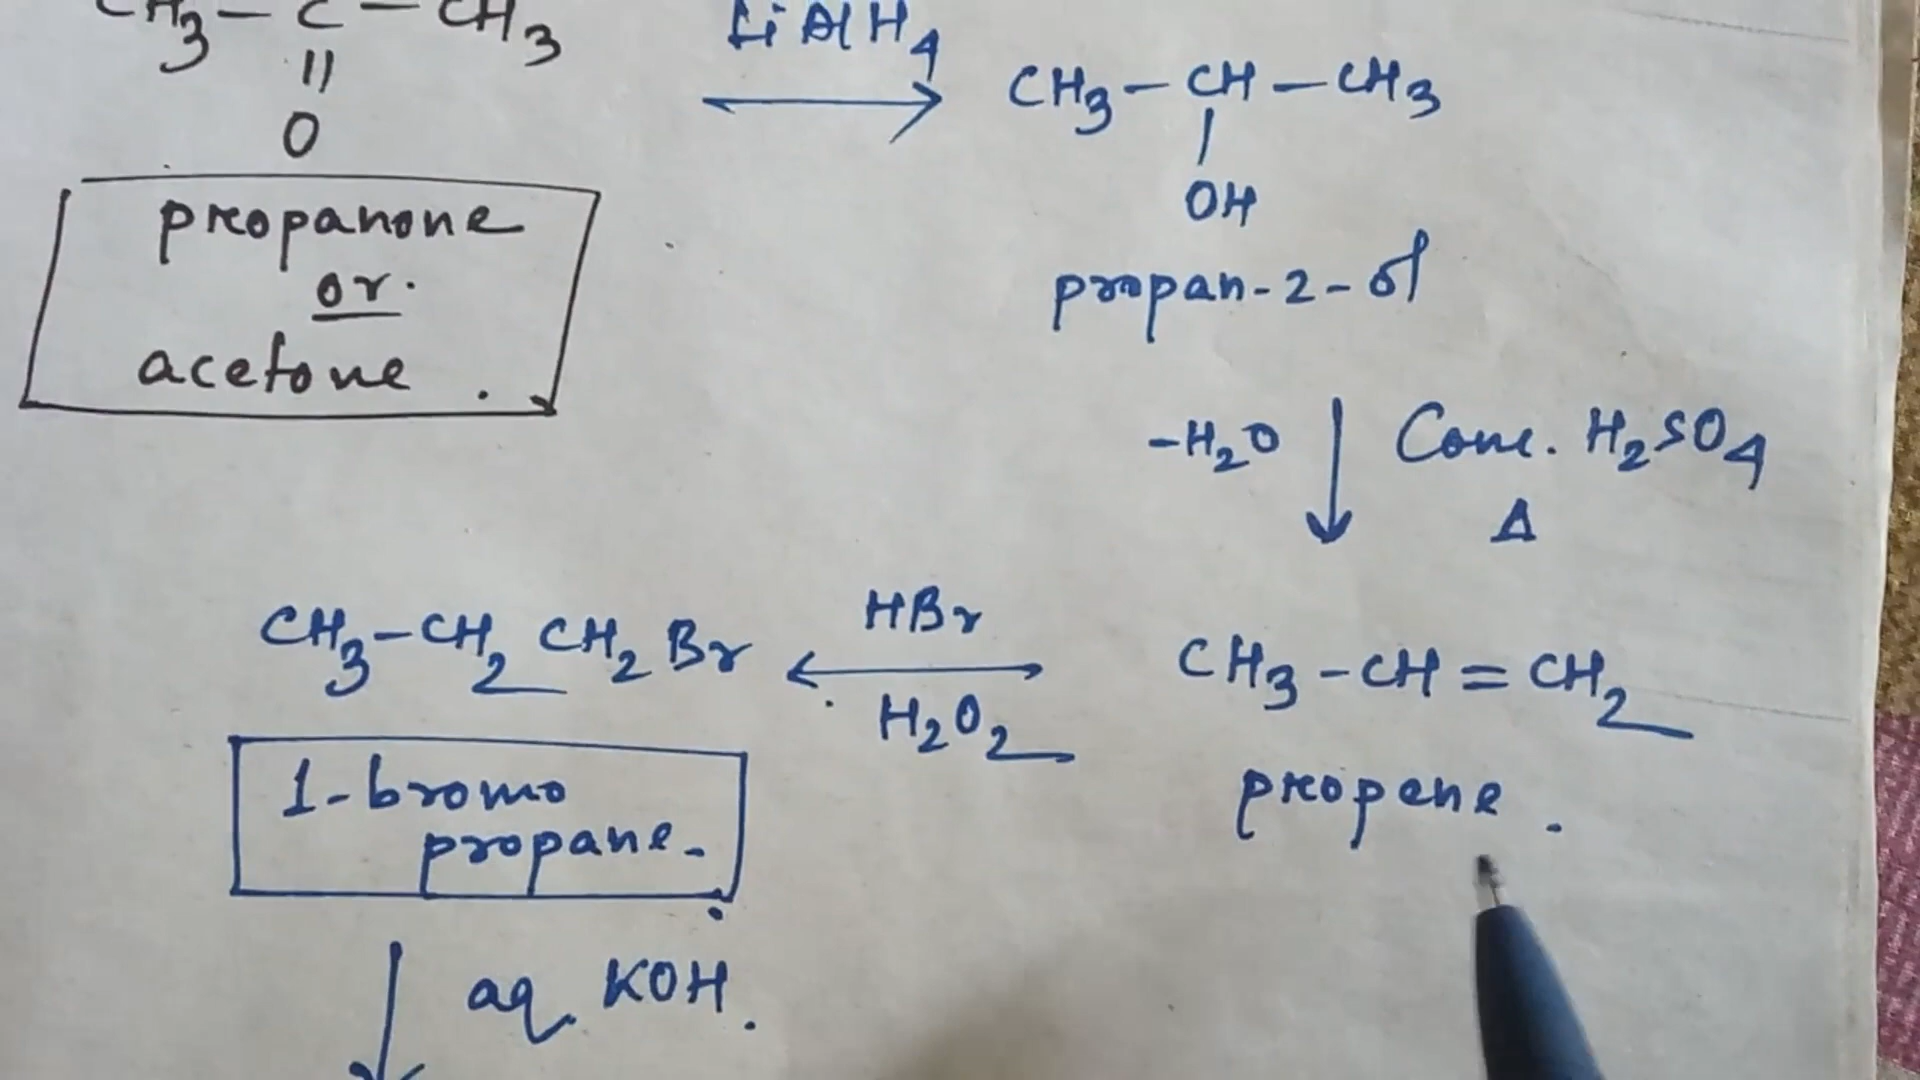 CH3 – C – CH3
||
O
propanone
or.
acetone .
LiAlH4
CH3 – CH – CH3
|
OH
propan-2-ol
-H2O Conc. H2SO4
Δ
CH3 – CH = CH2
propene .
HBr
H2O2
CH3 – CH2 CH2 Br
1-bromo
propane.
aq KOH.